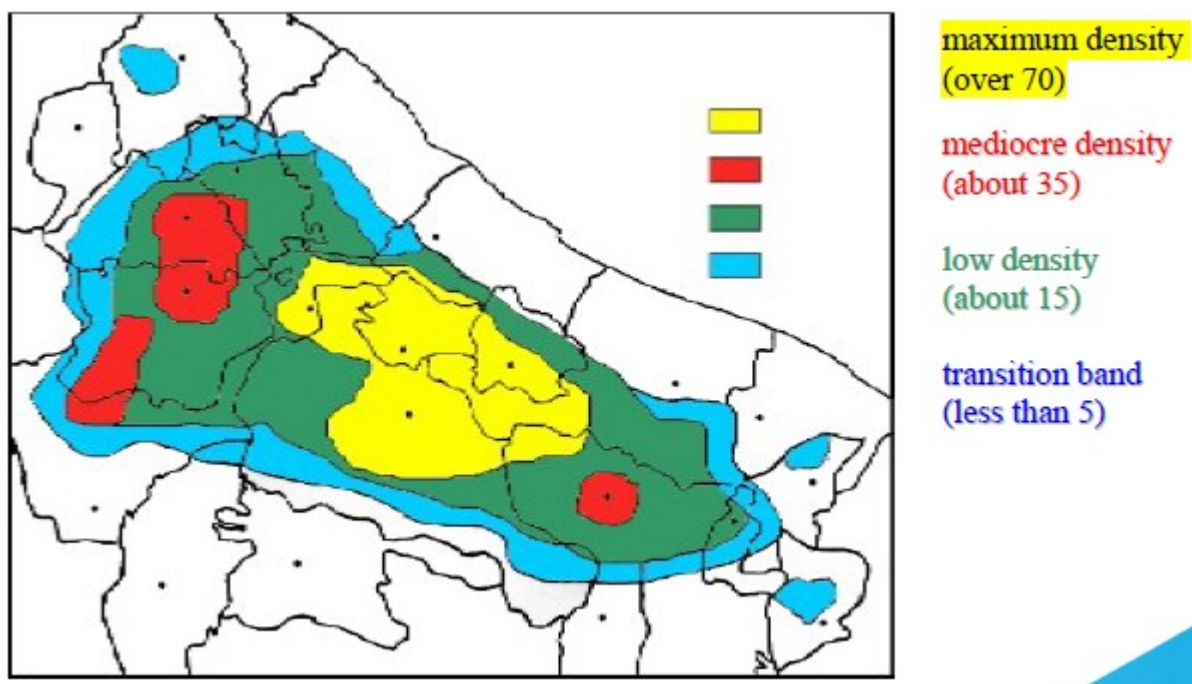 maximum density
(over 70)
mediocre density
(about 35)
low density
(about 15)
transition band
(less than 5)